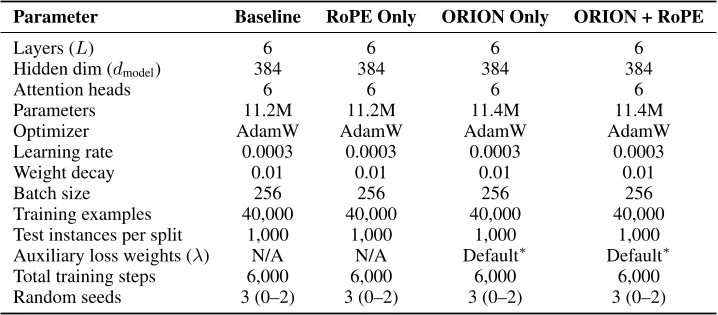 Parameter Baseline RoPE Only ORION Only ORION + RoPE
Layers (L) 6 6 6 6
Hidden dim (d_model) 384 384 384 384
Attention heads 6 6 6 6
Parameters 11.2M 11.2M 11.4M 11.4M
Optimizer AdamW AdamW AdamW AdamW
Learning rate 0.0003 0.0003 0.0003 0.0003
Weight decay 0.01 0.01 0.01 0.01
Batch size 256 256 256 256
Training examples 40,000 40,000 40,000 40,000
Test instances per split 1,000 1,000 1,000 1,000
Auxiliary loss weights (λ) N/A N/A Default* Default*
Total training steps 6,000 6,000 6,000 6,000
Random seeds 3 (0–2) 3 (0–2) 3 (0–2) 3 (0–2)